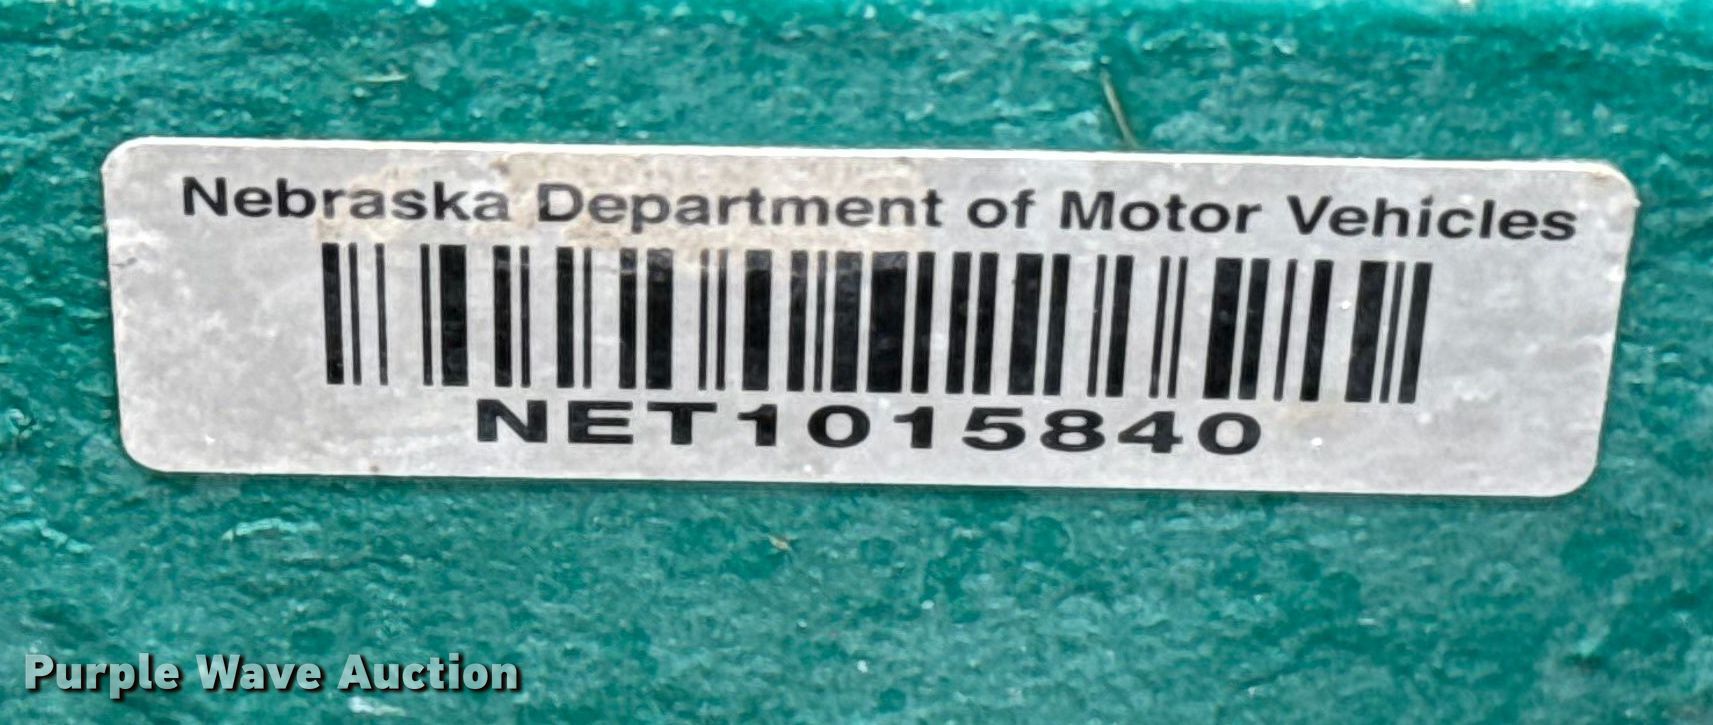 Nebraska Department of Motor Vehicles
NET1015840
Purple Wave Auction